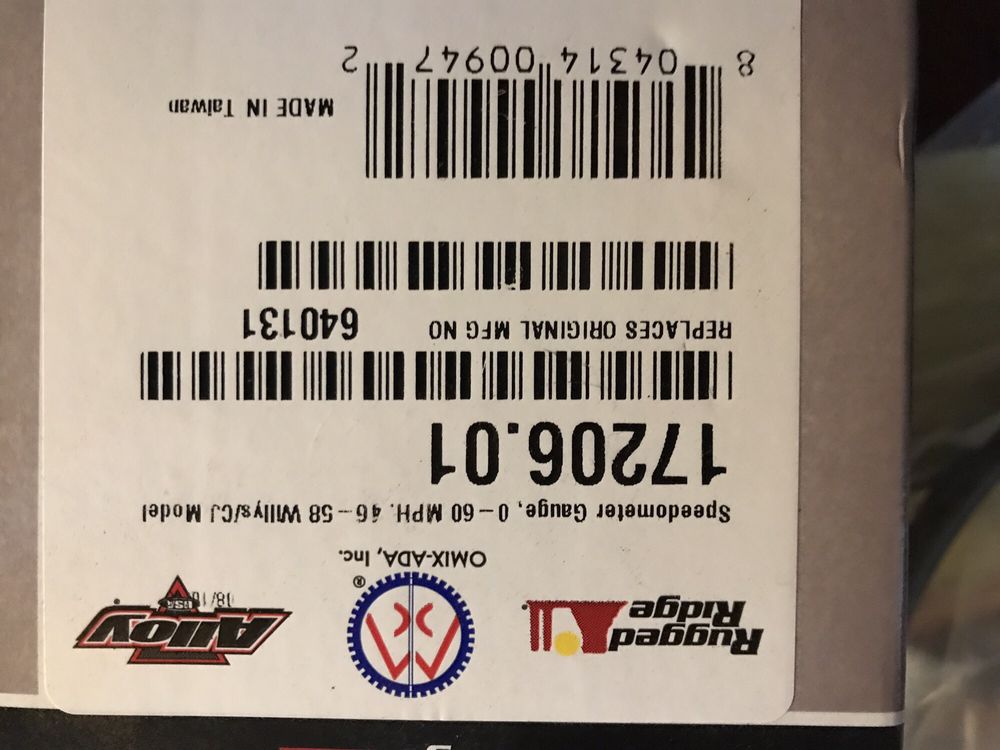 Rugged Ridge
Alloy
USA
OMIX-ADA, Inc.
Speedometer Gauge, 0 - 60 MPH. 46 - 58 Willys/CJ Model
17206.01
REPLACES ORIGINAL MFG NO 640131
MADE IN Taiwan
8 04314 00947 2